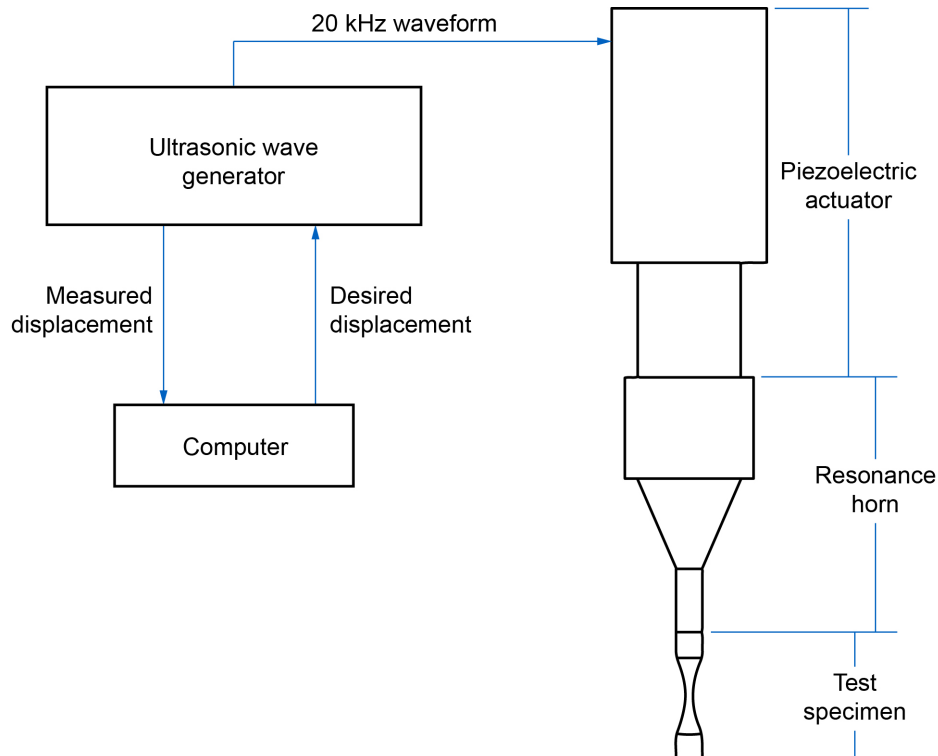 20 kHz waveform
Ultrasonic wave
generator
Piezoelectric
actuator
Measured
displacement
Desired
displacement
Computer
Resonance
horn
Test
specimen